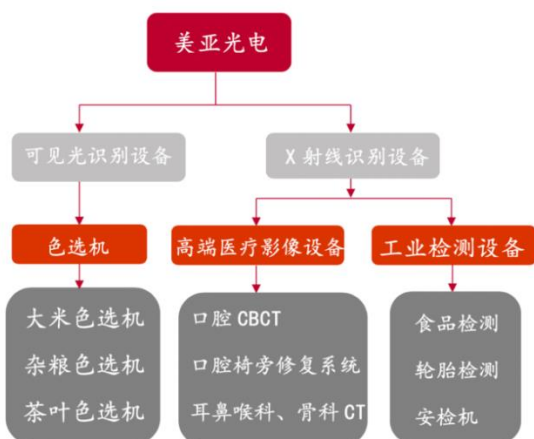 美亚光电
可见光识别设备
X 射线识别设备
色选机
高端医疗影像设备
工业检测设备
大米色选机
杂粮色选机
茶叶色选机
口腔 CBCT
口腔椅旁修复系统
耳鼻喉科、骨科 CT
食品检测
轮胎检测
安检机